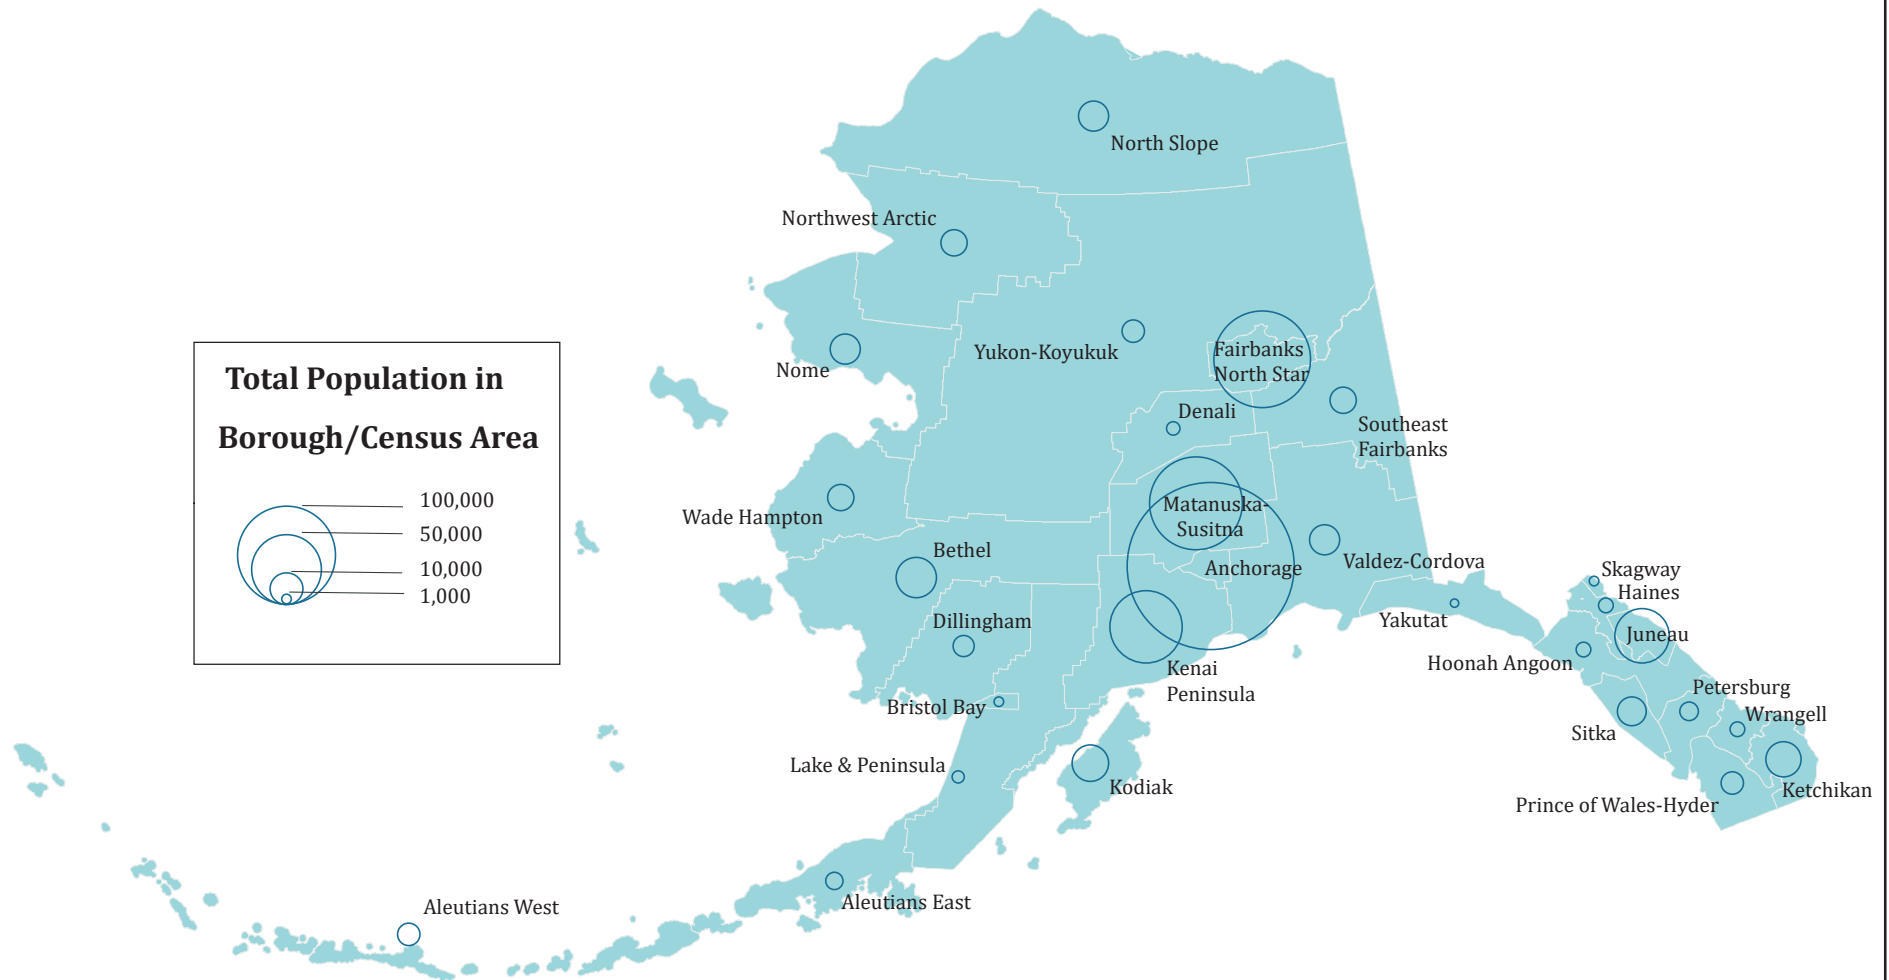 North Slope
Northwest Arctic
Nome
Yukon-Koyukuk
Fairbanks
North Star
Denali
Southeast
Fairbanks
Total Population in
Borough/Census Area
100,000
50,000
10,000
1,000
Wade Hampton
Matanuska-
Susitna
Bethel
Anchorage
Valdez-Cordova
Dillingham
Yakutat
Skagway
Haines
Juneau
Hoonah Angoon
Kenai
Peninsula
Bristol Bay
Petersburg
Wrangell
Sitka
Lake & Peninsula
Kodiak
Ketchikan
Prince of Wales-Hyder
Aleutians East
Aleutians West